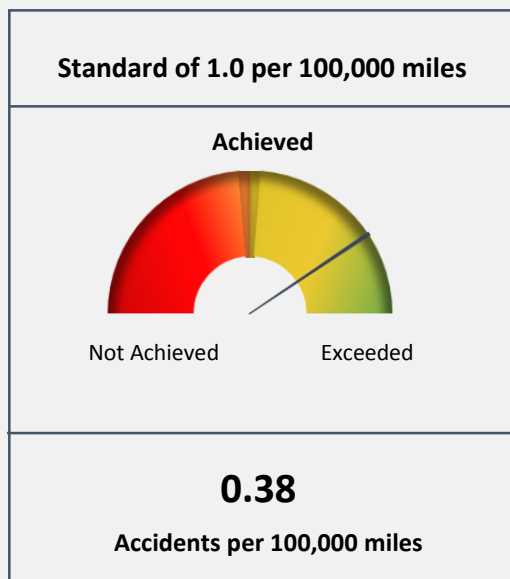 Standard of 1.0 per 100,000 miles
Achieved
Not Achieved
Exceeded
0.38
Accidents per 100,000 miles